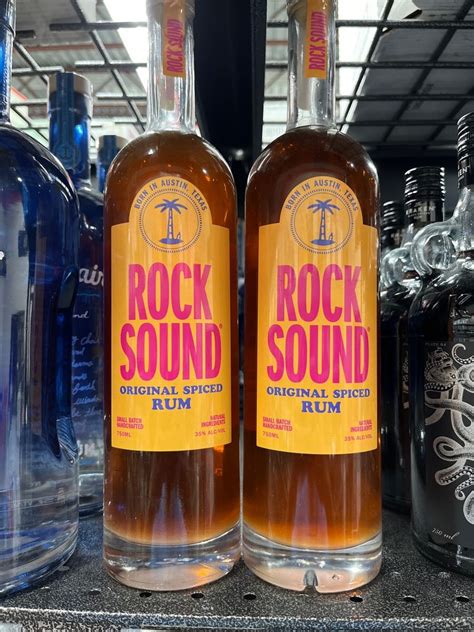 ROCK SOUND
BORN IN AUSTIN, TEXAS
ROCK
SOUND
ORIGINAL SPICED
RUM
SMALL BATCH
HANDCRAFTED
750ML
NATURAL
INGREDIENTS
35% ALC/VOL
ROCK SOUND
BORN IN AUSTIN, TEXAS
ROCK
SOUND®
ORIGINAL SPICED
RUM
SMALL BATCH
HANDCRAFTED
750ML
NATURAL
INGREDIENTS
35% ALC/VOL
KRAKEN